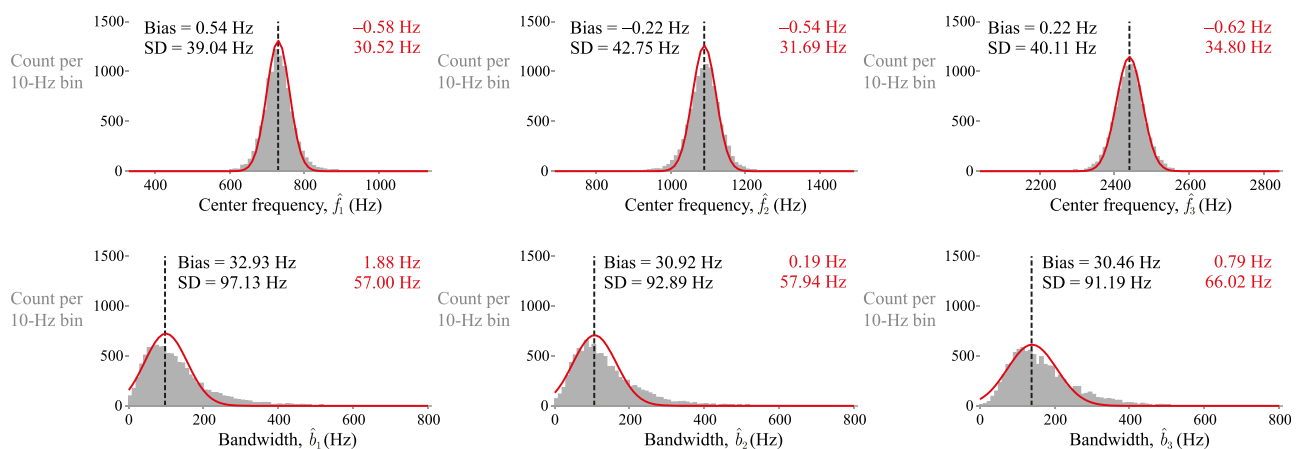 1500
Bias = 0.54 Hz
–0.58 Hz
SD = 39.04 Hz
30.52 Hz
Count per
10-Hz bin
1000
500
0
400
600
800
1000
Center frequency, f̂₁ (Hz)
1500
Bias = –0.22 Hz
–0.54 Hz
SD = 42.75 Hz
31.69 Hz
Count per
10-Hz bin
1000
500
0
800
1000
1200
1400
Center frequency, f̂₂ (Hz)
1500
Bias = 0.22 Hz
–0.62 Hz
SD = 40.11 Hz
34.80 Hz
Count per
10-Hz bin
1000
500
0
2200
2400
2600
2800
Center frequency, f̂₃ (Hz)
1500
Bias = 32.93 Hz
1.88 Hz
SD = 97.13 Hz
57.00 Hz
Count per
10-Hz bin
1000
500
0
0
200
400
600
800
Bandwidth, b̂₁ (Hz)
1500
Bias = 30.92 Hz
0.19 Hz
SD = 92.89 Hz
57.94 Hz
Count per
10-Hz bin
1000
500
0
0
200
400
600
800
Bandwidth, b̂₂ (Hz)
1500
Bias = 30.46 Hz
0.79 Hz
SD = 91.19 Hz
66.02 Hz
Count per
10-Hz bin
1000
500
0
0
200
400
600
800
Bandwidth, b̂₃ (Hz)